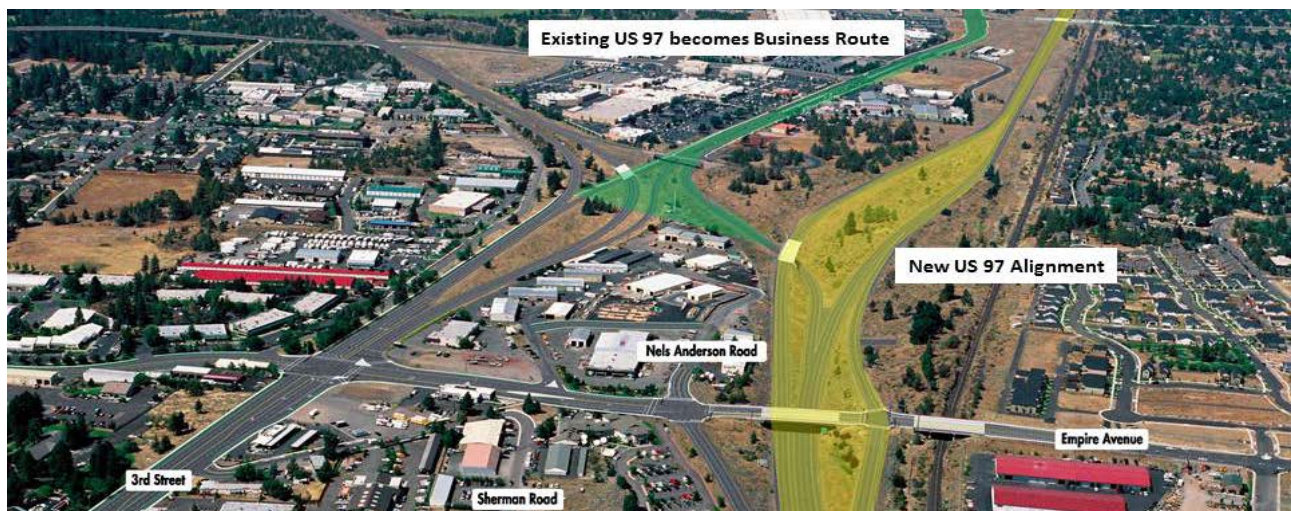 Existing US 97 becomes Business Route
New US 97 Alignment
Nels Anderson Road
Empire Avenue
3rd Street
Sherman Road